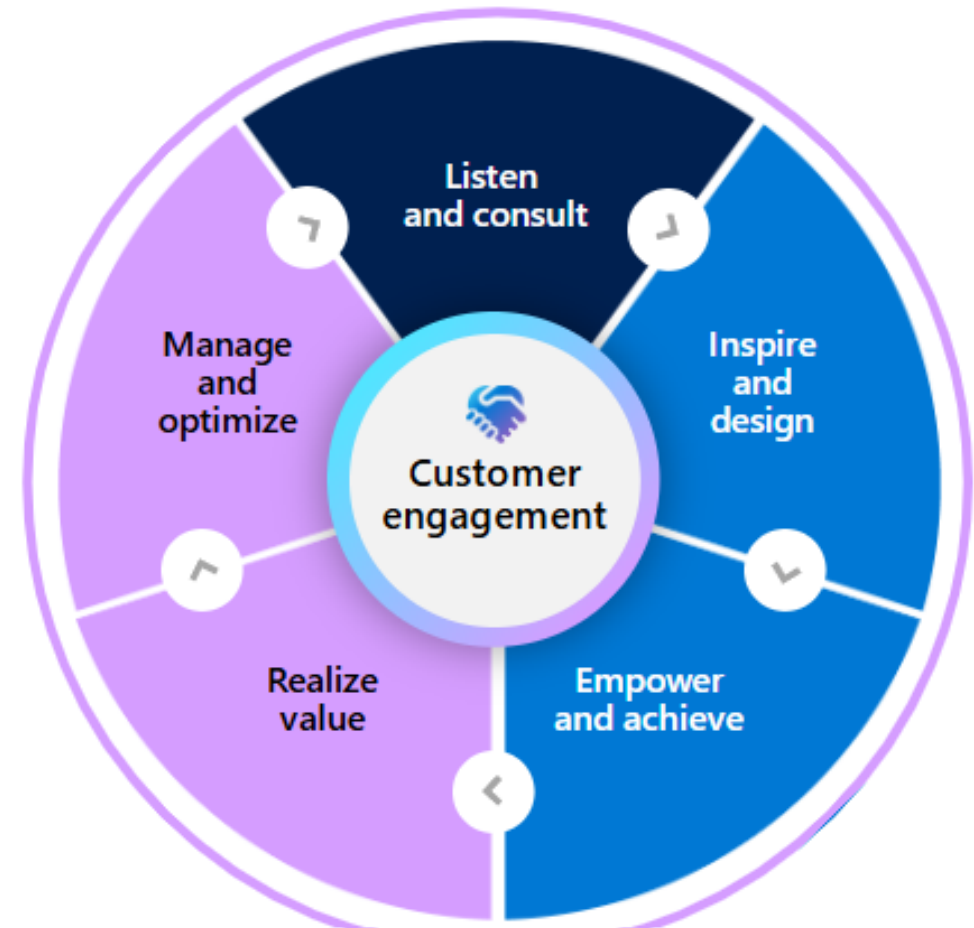 Listen
and consult
Inspire
and
design
Empower
and achieve
Realize
value
Manage
and
optimize
Customer
engagement